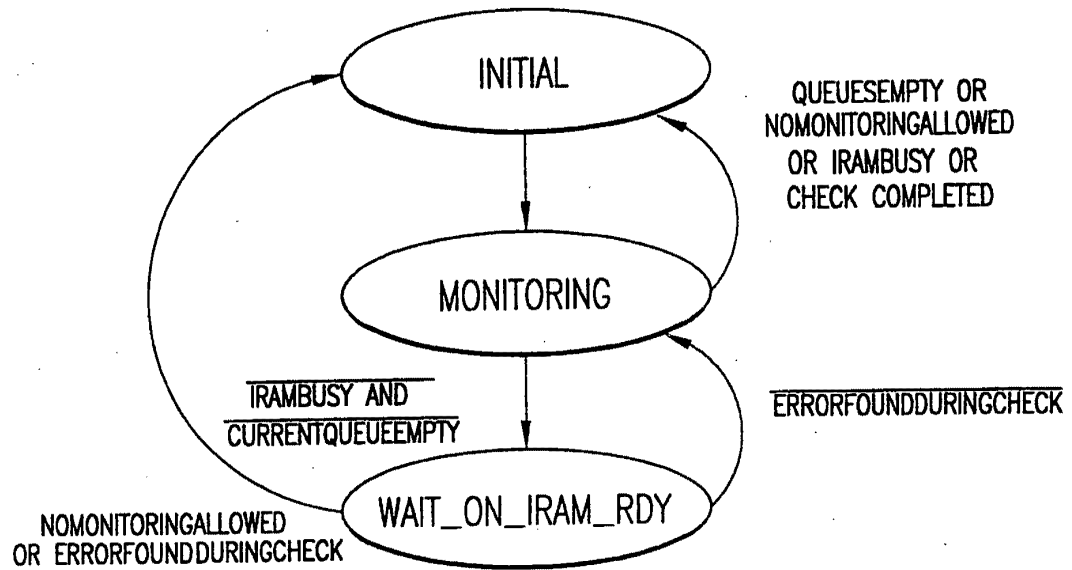 INITIAL
QUEUESEMPTY OR
NOMONITORINGALLOWED
OR IRAMBUSY OR
CHECK COMPLETED
MONITORING
IRAMBUSY AND
CURRENTQUEUEEMPTY
ERRORFOUNDDURINGCHECK
WAIT_ON_IRAM_RDY
NOMONITORINGALLOWED
OR ERRORFOUNDDURINGCHECK